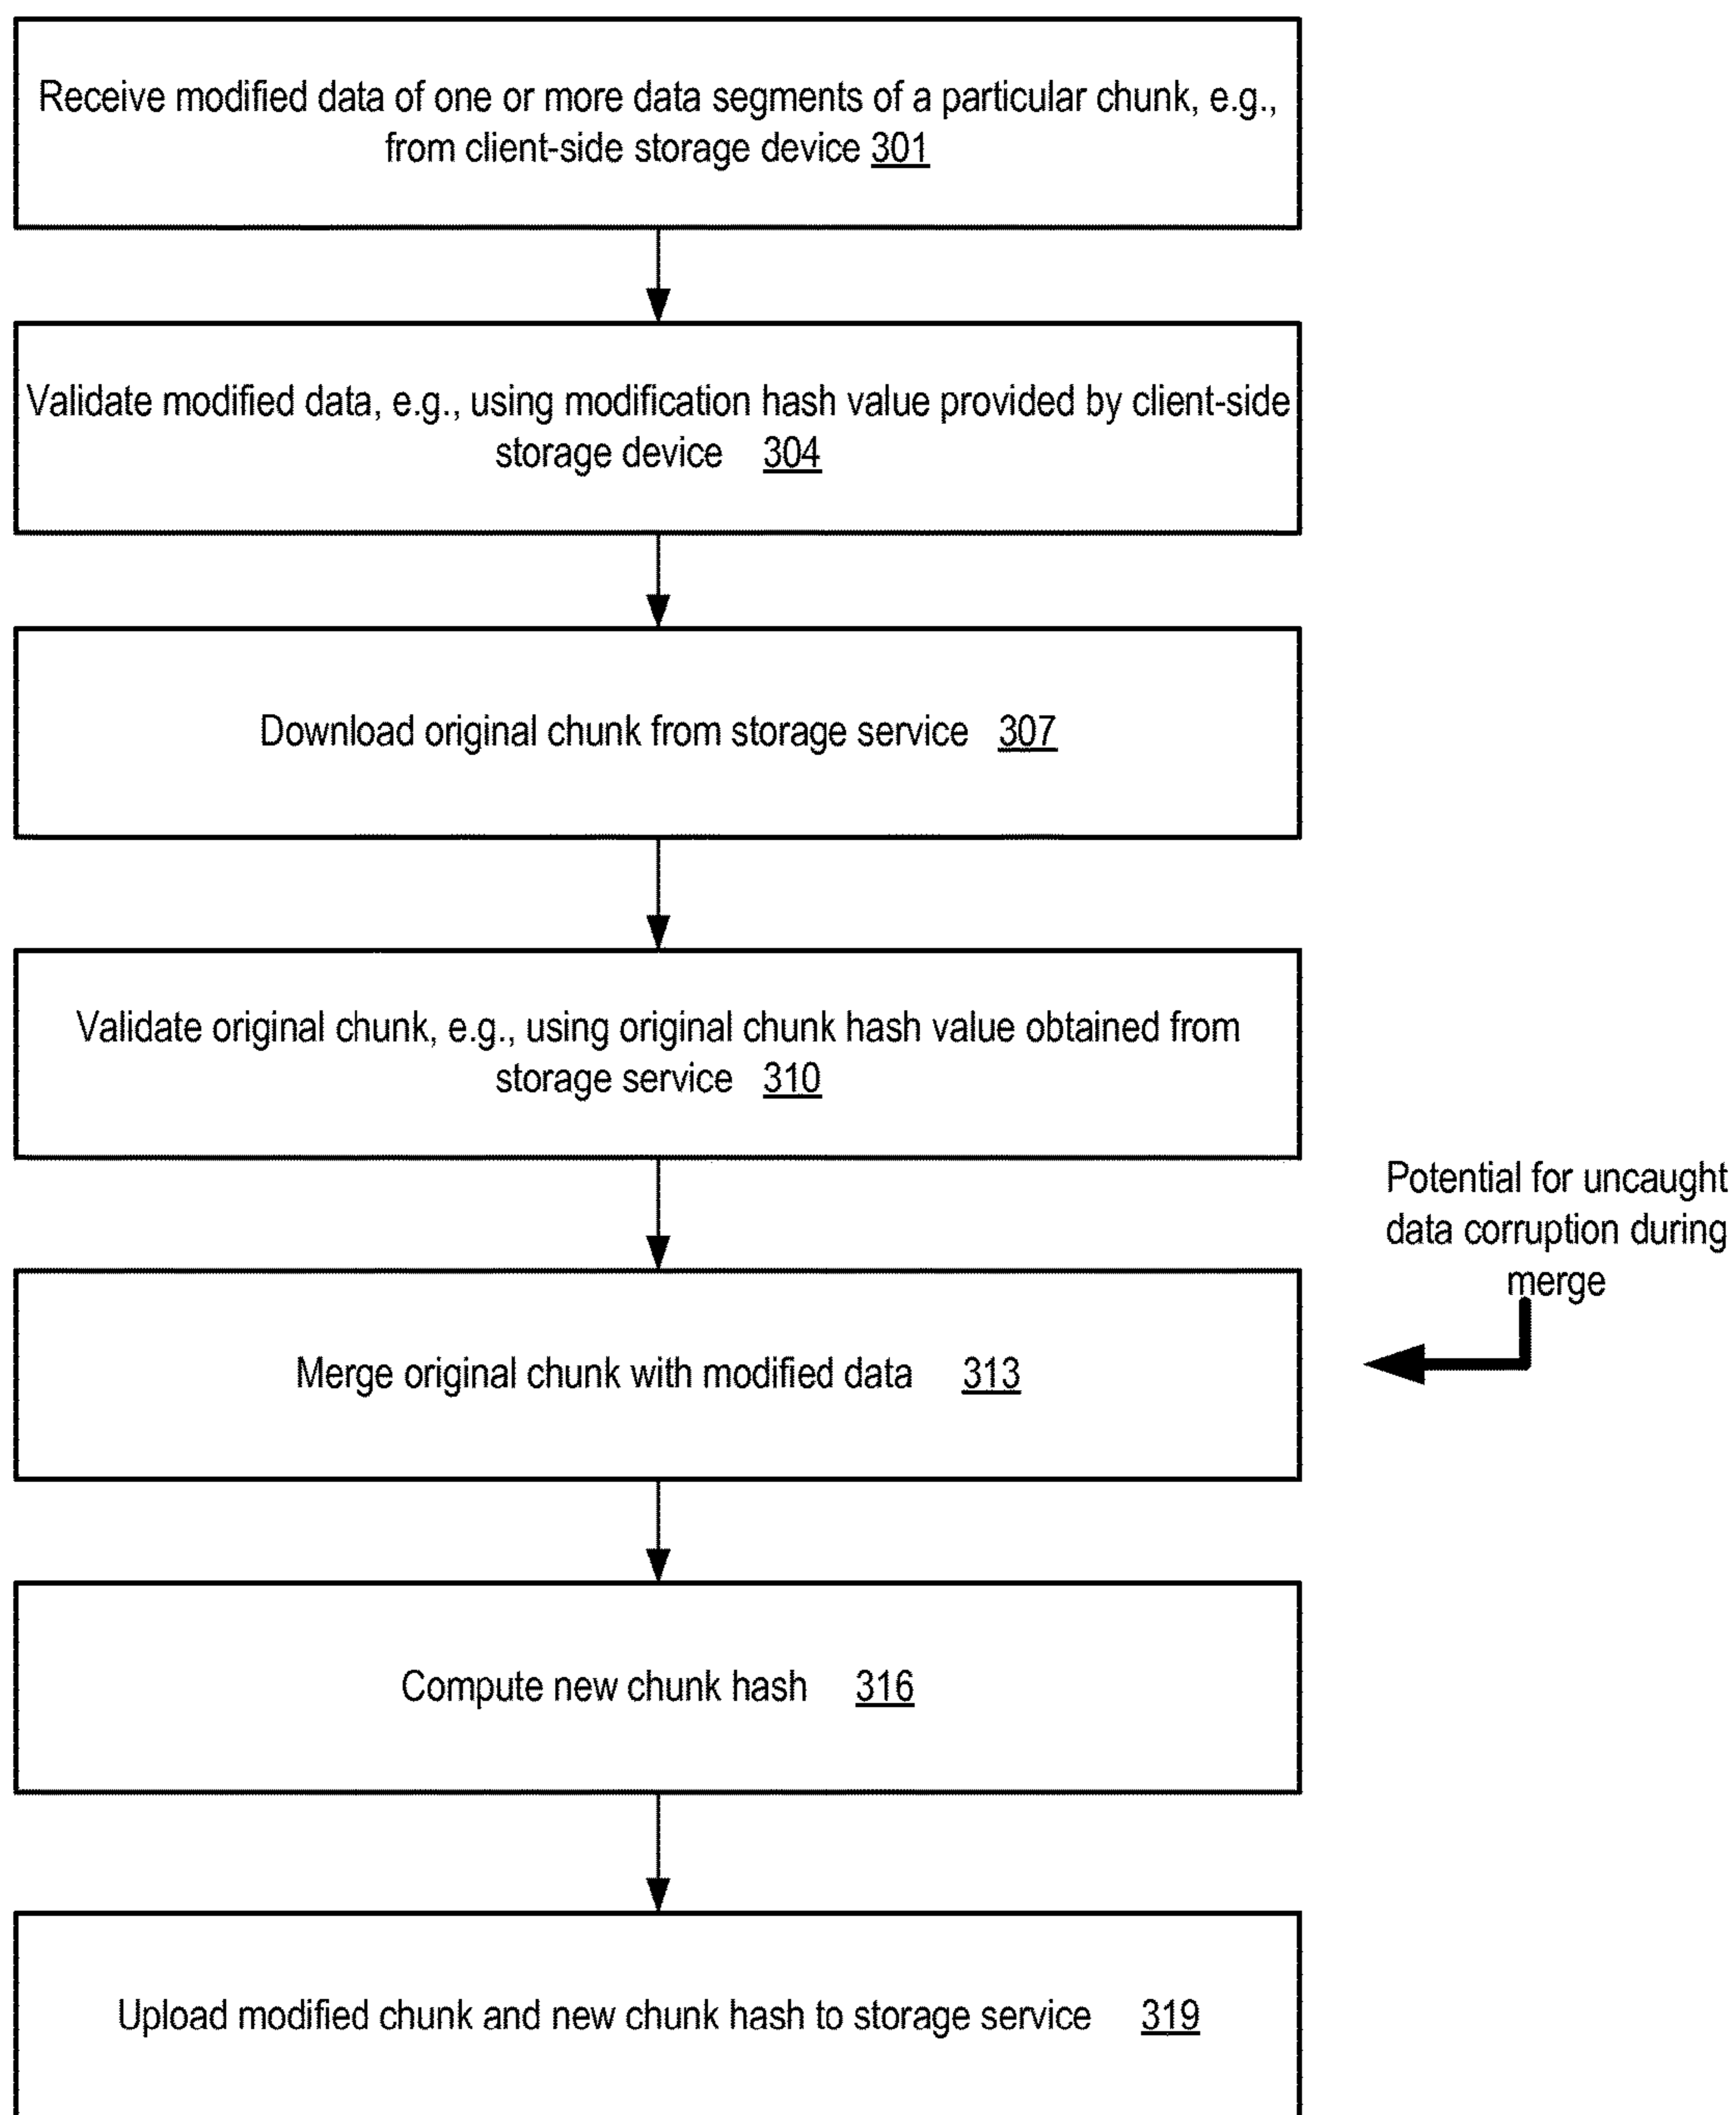 Receive modified data of one or more data segments of a particular chunk, e.g.,
from client-side storage device 301
Validate modified data, e.g., using modification hash value provided by client-side
storage device 304
Download original chunk from storage service 307
Validate original chunk, e.g., using original chunk hash value obtained from
storage service 310
Potential for uncaught
data corruption during
merge
Merge original chunk with modified data 313
Compute new chunk hash 316
Upload modified chunk and new chunk hash to storage service 319